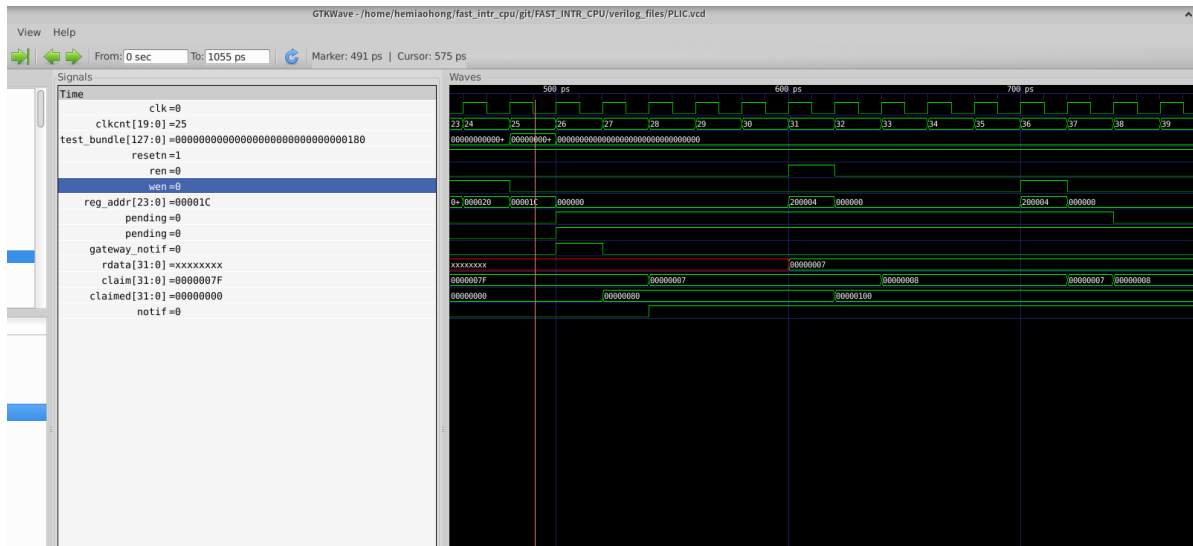 GTKWave - /home/hemiaohong/fast_intr_cpu/git/FAST_INTR_CPU/verilog_files/PLIC.vcd
View Help
From: 0 sec To: 1055 ps Marker: 491 ps | Cursor: 575 ps
Signals Waves
Time 500 ps 600 ps 700 ps
clk =0
clkcnt[19:0] =25 23 24 25 26 27 28 29 30 31 32 33 34 35 36 37 38 39
test_bundle[127:0] =00000000000000000000000000000180 00000000000+ 00000000+ 00000000000000000000000000000000
resetn =1
ren =0
wen =0
reg_addr[23:0] =00001C 0+ 000020 00001C 000000 200004 000000 200004 000000
pending =0
pending =0
gateway_notif =0
rdata[31:0] =xxxxxxxx xxxxxxxx 00000007
claim[31:0] =0000007F 0000007F 00000007 00000008 00000007 00000008
claimed[31:0] =00000000 00000000 00000080 00000100
notif =0